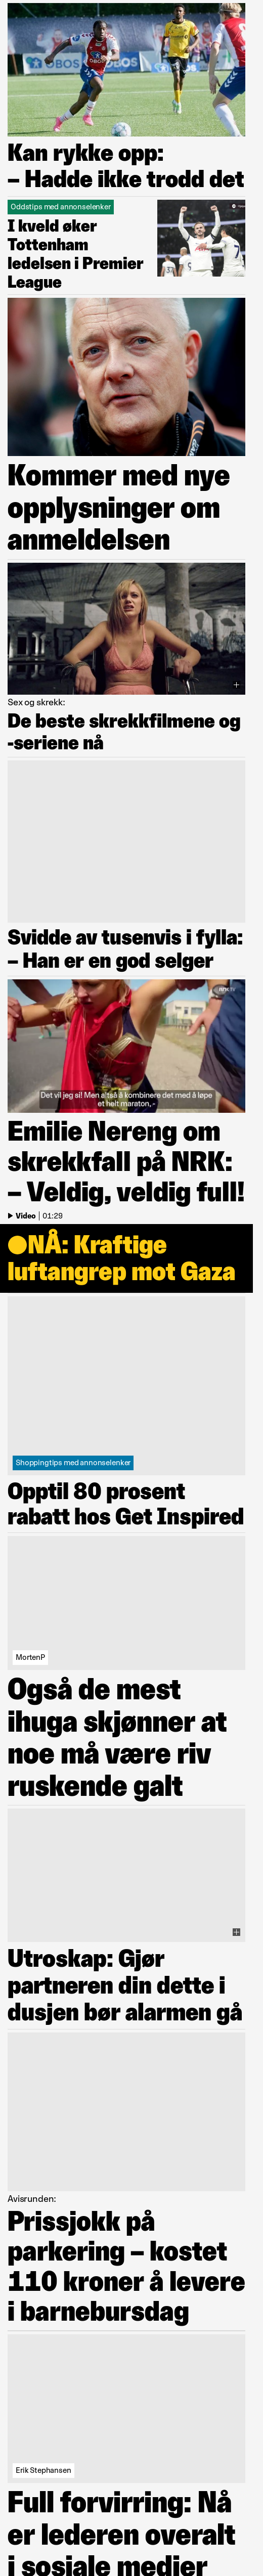 OBOS OBOS
Kan rykke opp:
– Hadde ikke trodd det
Oddstips med annonselenker
I kveld øker
Tottenham
ledelsen i Premier
League
Kommer med nye
opplysninger om
anmeldelsen
Sex og skrekk:
De beste skrekkfilmene og
-seriene nå
Svidde av tusenvis i fylla:
– Han er en god selger
Det vil jeg si! Men altså å kombinere det med å løpe
et helt maraton, -
Emilie Nereng om
skrekkfall på NRK:
– Veldig, veldig full!
Video | 01:29
NÅ: Kraftige
luftangrep mot Gaza
Shoppingtips med annonselenker
Opptil 80 prosent
rabatt hos Get Inspired
MortenP
Også de mest
ihuga skjønner at
noe må være riv
ruskende galt
Utroskap: Gjør
partneren din dette i
dusjen bør alarmen gå
Avisrunden:
Prissjokk på
parkering – kostet
110 kroner å levere
i barnebursdag
Erik Stephansen
Full forvirring: Nå
er lederen overalt
i sosiale medier